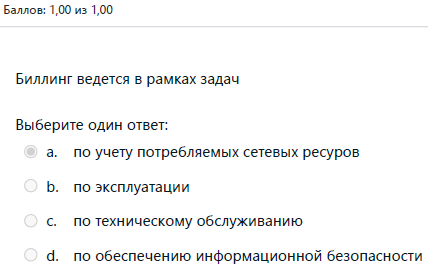 Баллов: 1,00 из 1,00
Биллинг ведется в рамках задач
Выберите один ответ:
a. по учету потребляемых сетевых ресуров
b. по эксплуатации
c. по техническому обслуживанию
d. по обеспечению информационной безопасности